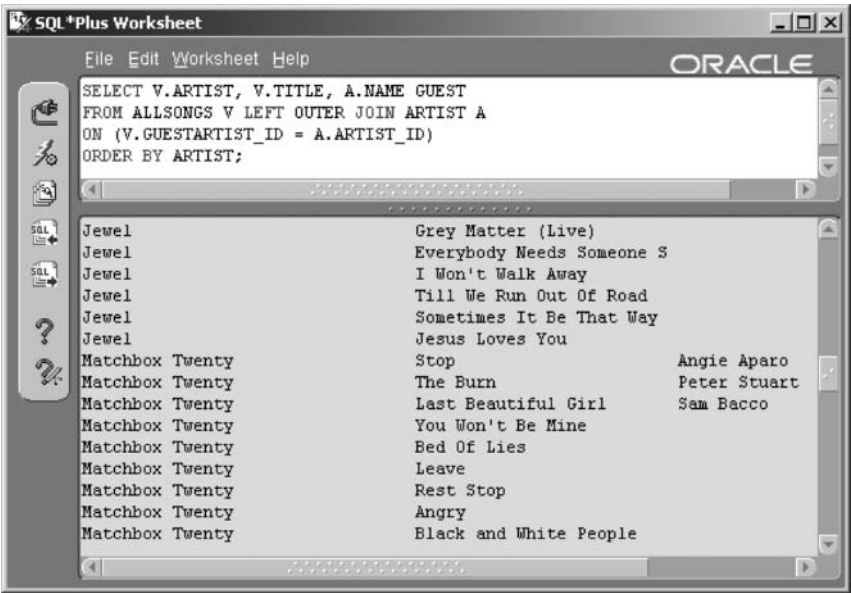 SQL*Plus Worksheet
File Edit Worksheet Help
ORACLE
SELECT V.ARTIST, V.TITLE, A.NAME GUEST
FROM ALLSONGS V LEFT OUTER JOIN ARTIST A
ON (V.GUESTARTIST_ID = A.ARTIST_ID)
ORDER BY ARTIST;
SQL
SQL
Jewel Grey Matter (Live)
Jewel Everybody Needs Someone S
Jewel I Won't Walk Away
Jewel Till We Run Out Of Road
Jewel Sometimes It Be That Way
Jewel Jesus Loves You
Matchbox Twenty Stop Angie Aparo
Matchbox Twenty The Burn Peter Stuart
Matchbox Twenty Last Beautiful Girl Sam Bacco
Matchbox Twenty You Won't Be Mine
Matchbox Twenty Bed Of Lies
Matchbox Twenty Leave
Matchbox Twenty Rest Stop
Matchbox Twenty Angry
Matchbox Twenty Black and White People